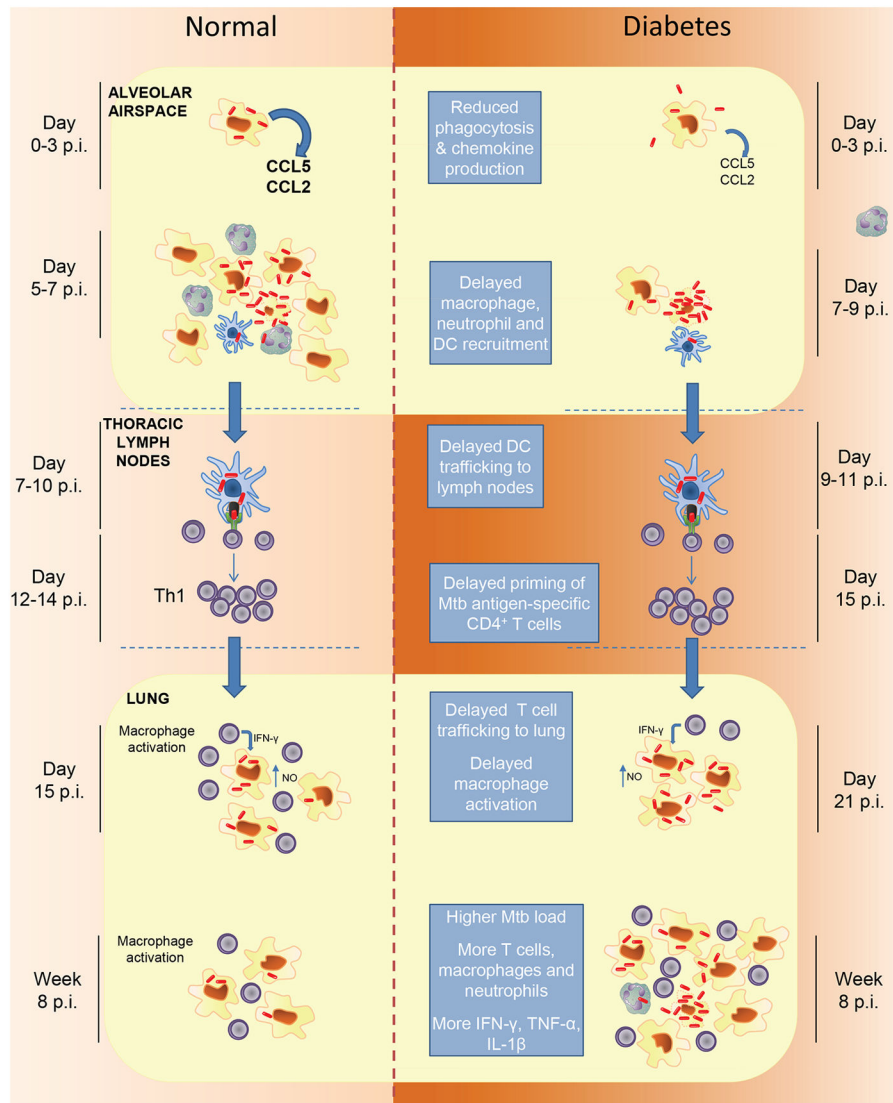 Normal
Diabetes
ALVEOLAR
AIRSPACE
Day
0-3 p.i.
CCL5
CCL2
Reduced
phagocytosis
& chemokine
production
CCL5
CCL2
Day
0-3 p.i.
Day
5-7 p.i.
Delayed
macrophage,
neutrophil and
DC recruitment
Day
7-9 p.i.
THORACIC
LYMPH
NODES
Day
7-10 p.i.
Delayed DC
trafficking to
lymph nodes
Day
9-11 p.i.
Day
12-14 p.i.
Th1
Delayed priming of
Mtb antigen-specific
CD4⁺ T cells
Day
15 p.i.
LUNG
Macrophage
activation
IFN-γ
NO
Day
15 p.i.
Delayed T cell
trafficking to lung
Delayed
macrophage
activation
IFN-γ
NO
Day
21 p.i.
Macrophage
activation
Week
8 p.i.
Higher Mtb load
More T cells,
macrophages and
neutrophils
More IFN-γ, TNF-α,
IL-1β
Week
8 p.i.